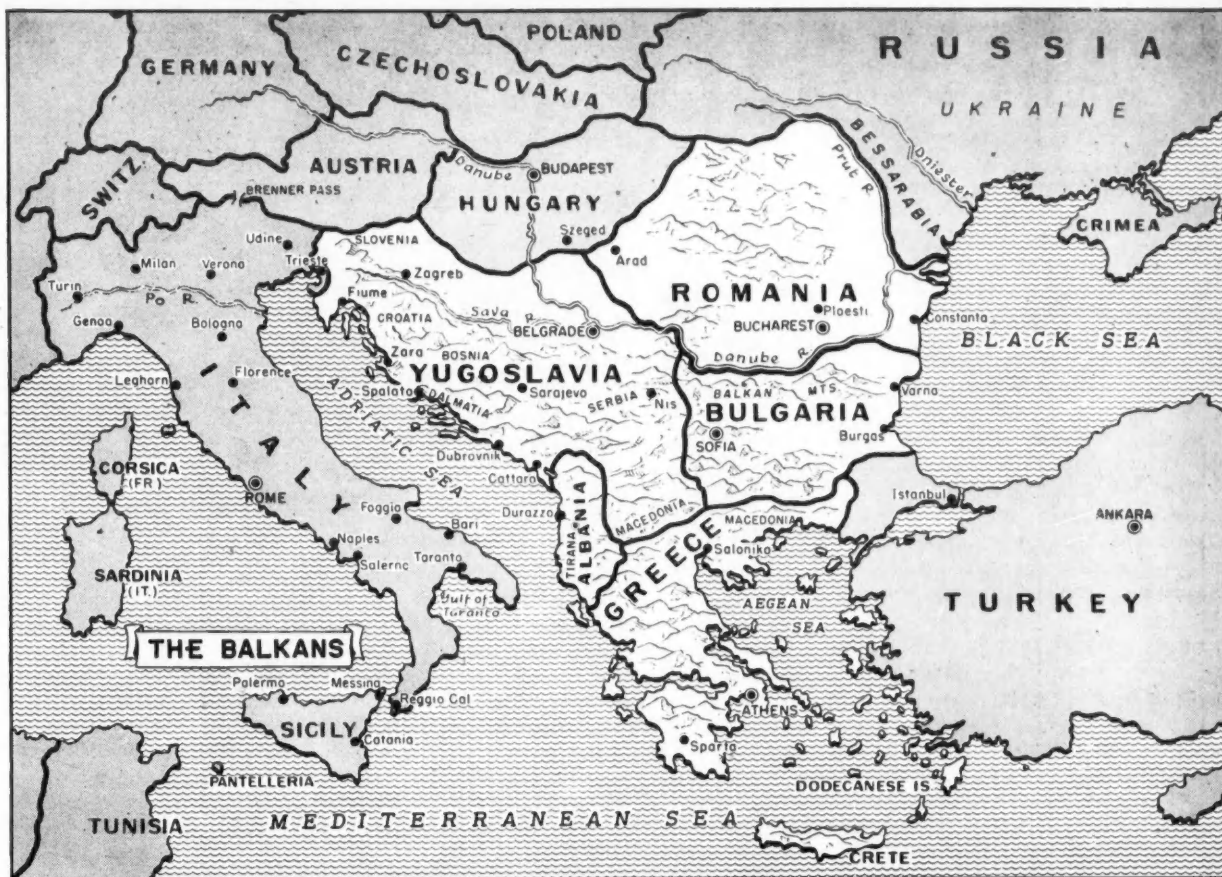 POLAND
RUSSIA
GERMANY
CZECHOSLOVAKIA
UKRAINE
AUSTRIA
Danube
BUDAPEST
BESSARABIA
Prut R.
Dniester
SWITZ.
BRENNER PASS
HUNGARY
CRIMEA
Udine
SLOVENIA
Szeged
Arad
Milan
Verona
Trieste
Zagreb
Turin
Po R.
Fiume
Sava R.
ROMANIA
Ploesti
Genoa
Bologna
CROATIA
BELGRADE
BUCHAREST
Constanta
BLACK SEA
Zara
BOSNIA
Danube R.
Leghorn
Florence
YUGOSLAVIA
Spalato
DALMATIA
Sarajevo
SERBIA
Nis
BALKAN MTS.
Varna
BULGARIA
ITALY
ADRIATIC SEA
SOFIA
Burgas
CORSICA
(FR)
Dubrovnik
Cattaro
ROME
Foggia
Durazzo
MACEDONIA
MACEDONIA
Istanbul
ANKARA
Bari
TIRANA
ALBANIA
Naples
Salernc
Taranto
GREECE
Salonika
SARDINIA
(IT.)
Gulf of
Taranto
AEGEAN
SEA
TURKEY
THE BALKANS
Palermo
Messina
Reggio Cal
ATHENS
SICILY
Catania
Sparta
PANTELLERIA
DODECANESE IS.
TUNISIA
MEDITERRANEAN SEA
CRETE